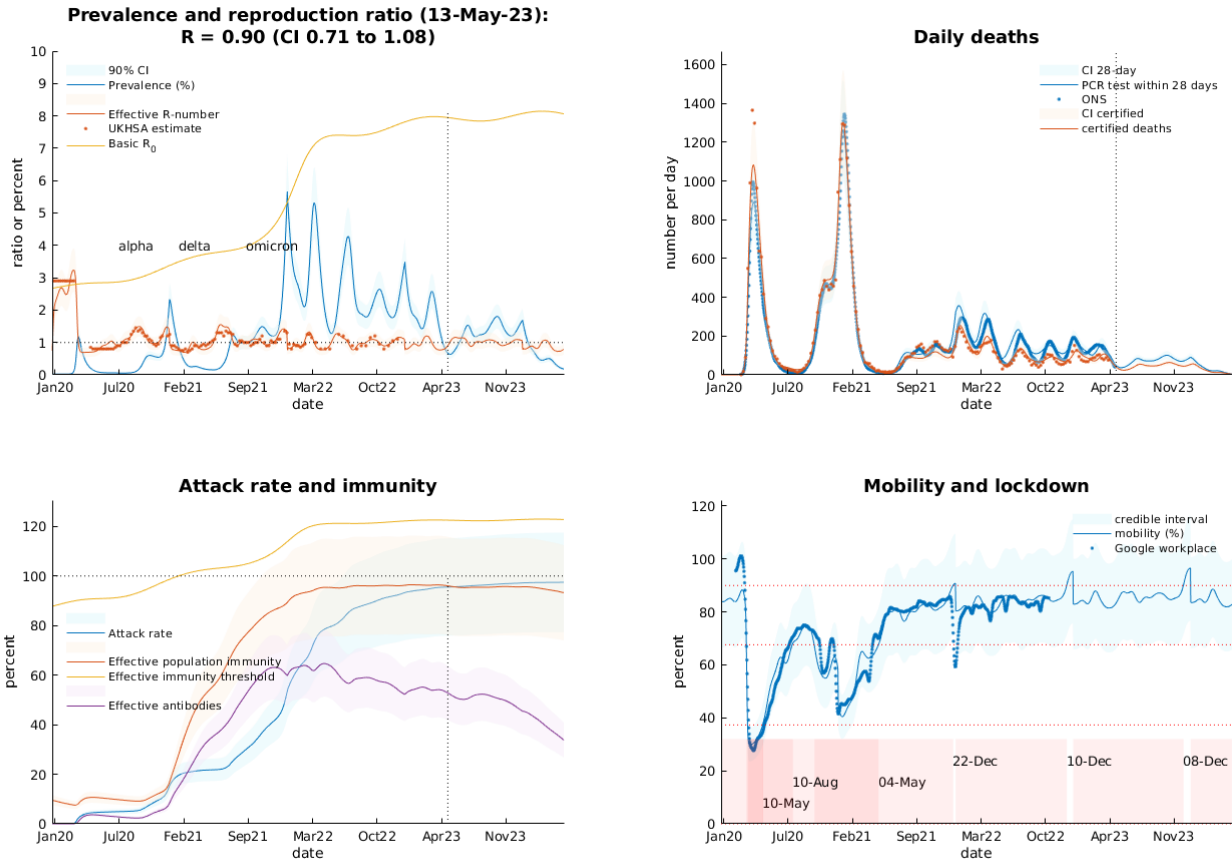 Prevalence and reproduction ratio (13-May-23):
R = 0.90 (CI 0.71 to 1.08)
10
9
8
7
6
5
4
3
2
1
0
ratio or percent
90% CI
Prevalence (%)
Effective R-number
UKHSA estimate
Basic R0
alpha delta omicron
Jan20 Jul20 Feb21 Sep21 Mar22 Oct22 Apr23 Nov23
date
Daily deaths
1600
1400
1200
1000
800
600
400
200
0
number per day
CI 28-day
PCR test within 28 days
ONS
CI certified
certified deaths
Jan20 Jul20 Feb21 Sep21 Mar22 Oct22 Apr23 Nov23
date
Attack rate and immunity
120
100
80
60
40
20
0
percent
Attack rate
Effective population immunity
Effective immunity threshold
Effective antibodies
Jan20 Jul20 Feb21 Sep21 Mar22 Oct22 Apr23 Nov23
date
Mobility and lockdown
120
100
80
60
40
20
0
percent
credible interval
mobility (%)
Google workplace
22-Dec 10-Dec 08-Dec
10-Aug 04-May
10-May
Jan20 Jul20 Feb21 Sep21 Mar22 Oct22 Apr23 Nov23
date